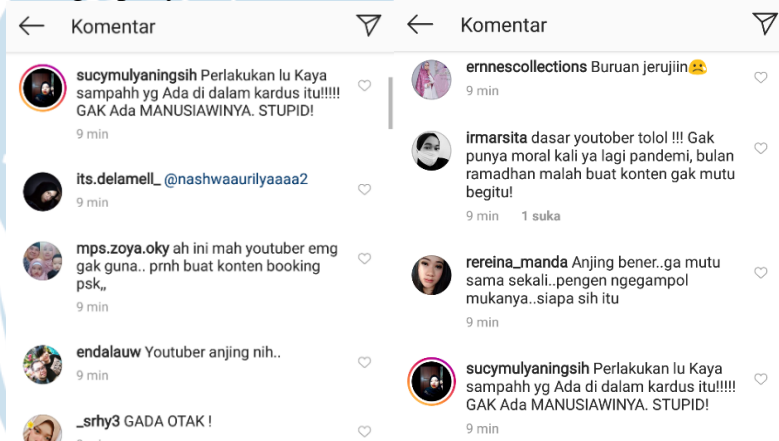 Komentar
sucymulyaningsih Perlakukan lu Kaya
sampahh yg Ada di dalam kardus itu!!!!!
GAK Ada MANUSIAWINYA. STUPID!
9 min
its.delamell_ @nashwaaurilyaaaa2
9 min
mps.zoya.oky ah ini mah youtuber emg
gak guna.. prnh buat konten booking
psk,,
9 min
endalauw Youtuber anjing nih..
9 min
_srhy3 GADA OTAK !
Komentar
ernnescollections Buruan jerujiin☹️
9 min
irmarsita dasar youtober tolol !!! Gak
punya moral kali ya lagi pandemi, bulan
ramadhan malah buat konten gak mutu
begitu!
9 min 1 suka
rereina_manda Anjing bener..ga mutu
sama sekali..pengen ngegampol
mukanya..siapa sih itu
9 min
sucymulyaningsih Perlakukan lu Kaya
sampahh yg Ada di dalam kardus itu!!!!!
GAK Ada MANUSIAWINYA. STUPID!
9 min